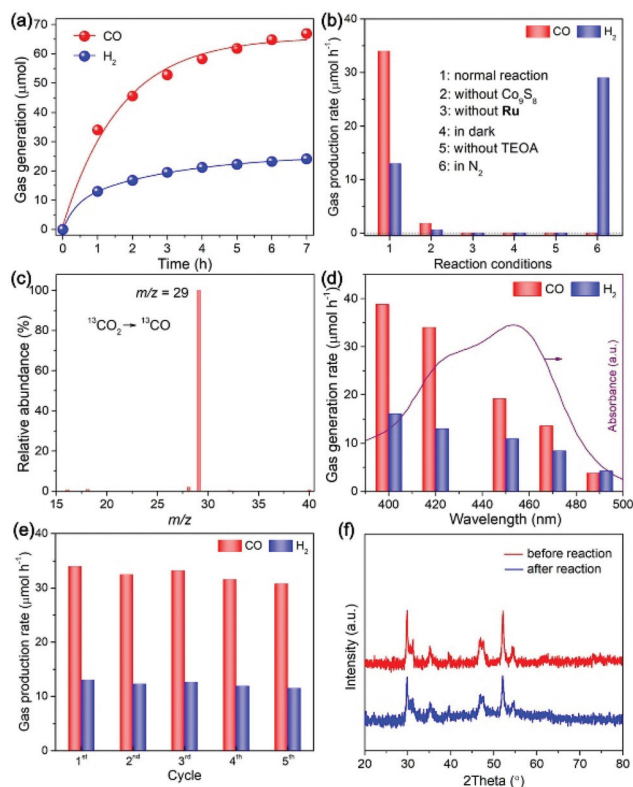 (a)
CO
H2
Gas generation (μmol)
70
60
50
40
30
20
10
0
0 1 2 3 4 5 6 7
Time (h)
(b)
CO H2
1: normal reaction
2: without Co9S8
3: without Ru
4: in dark
5: without TEOA
6: in N2
Gas production rate (μmol h-1)
40
30
20
10
0
1 2 3 4 5 6
Reaction conditions
(c)
m/z = 29
13CO2→ 13CO
Relative abundance (%)
100
80
60
40
20
0
15 20 25 30 35 40
m/z
(d)
CO H2
Gas generation rate (μmol h-1)
40
30
20
10
0
Absorbance (a.u.)
400 420 440 460 480 500
Wavelength (nm)
(e)
CO H2
Gas production rate (μmol h-1)
40
30
20
10
0
1st 2nd 3rd 4th 5th
Cycle
(f)
before reaction
after reaction
Intensity (a.u.)
20 30 40 50 60 70 80
2Theta (°)